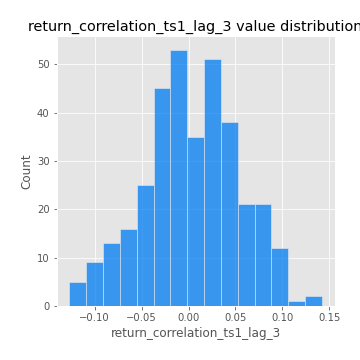 return_correlation_ts1_lag_3 value distribution
50
40
30
20
10
0
Count
−0.10 −0.05 0.00 0.05 0.10 0.15
return_correlation_ts1_lag_3